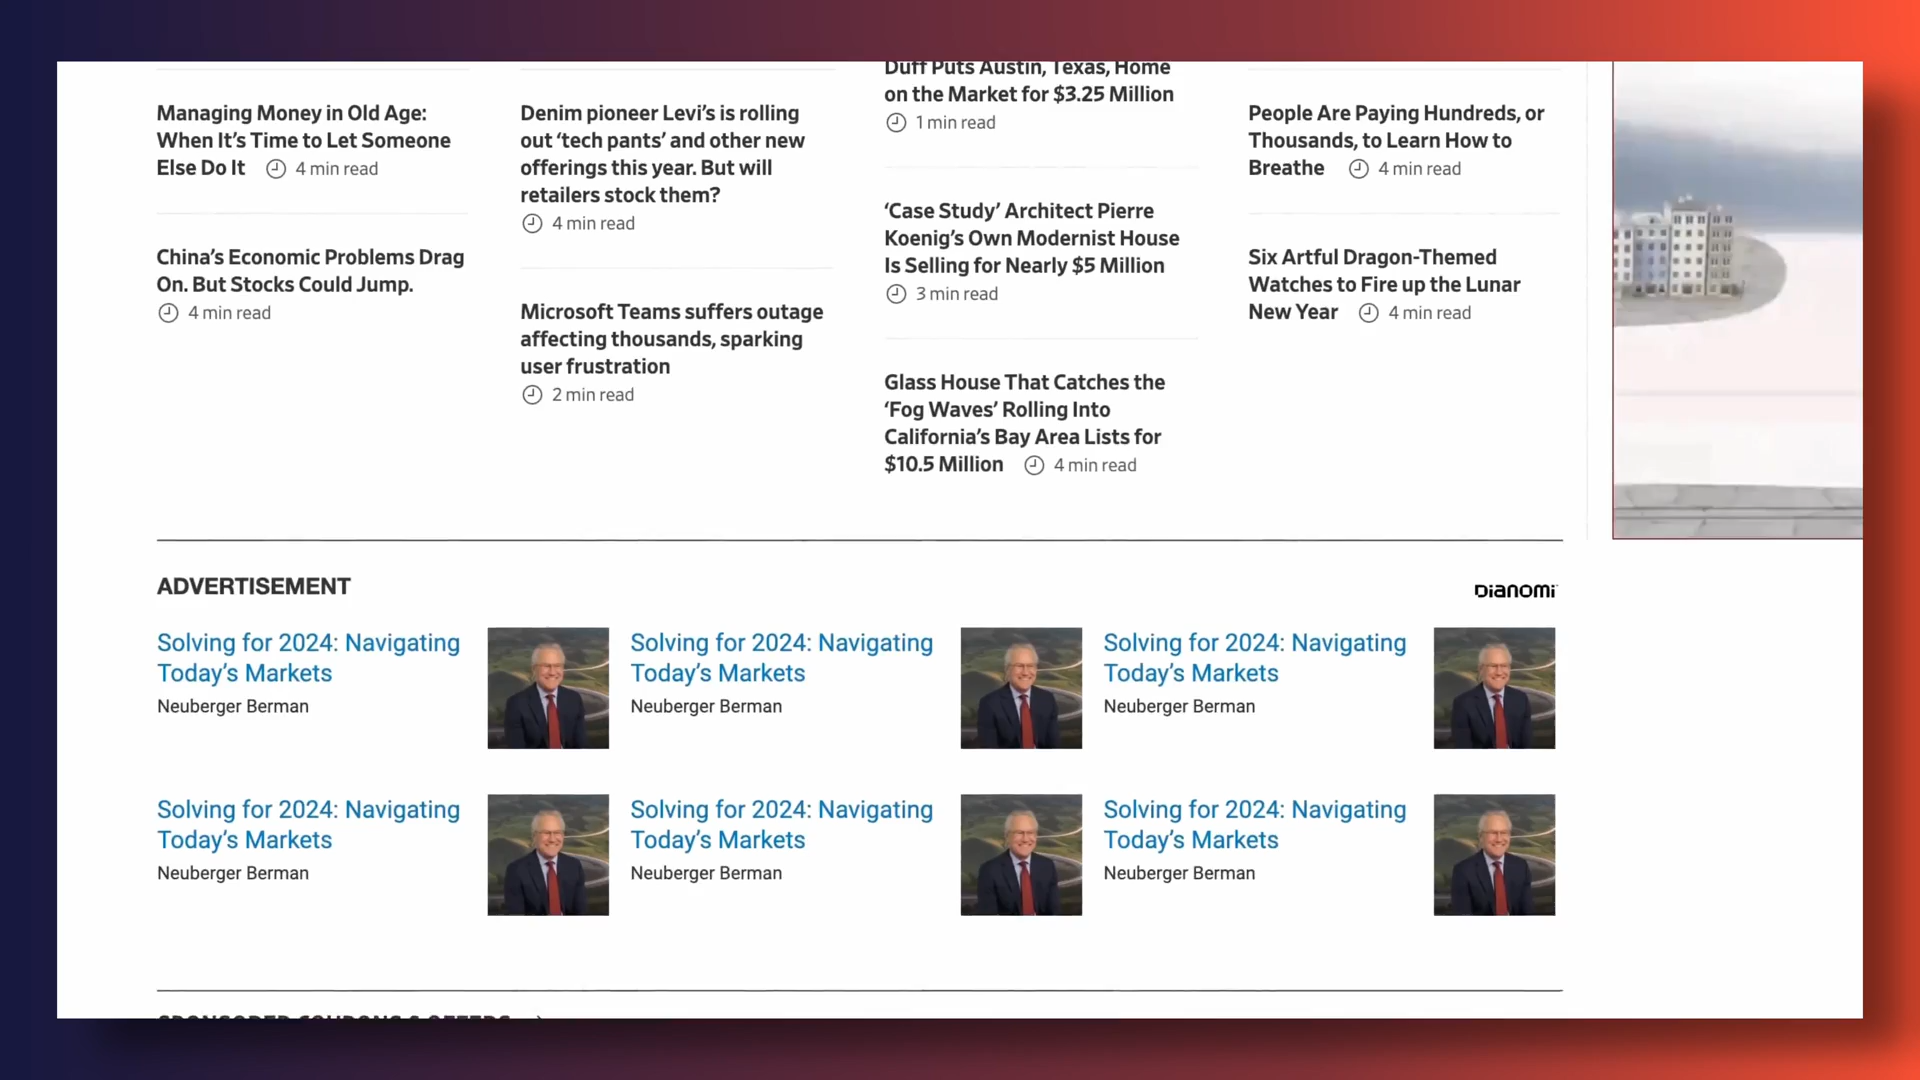 Managing Money in Old Age:
When It's Time to Let Someone
Else Do It 4 min read
China's Economic Problems Drag
On. But Stocks Could Jump.
4 min read
Denim pioneer Levi's is rolling
out ‘tech pants’ and other new
offerings this year. But will
retailers stock them?
4 min read
Microsoft Teams suffers outage
affecting thousands, sparking
user frustration
2 min read
Duff Puts Austin, Texas, Home
on the Market for $3.25 Million
1 min read
‘Case Study’ Architect Pierre
Koenig's Own Modernist House
Is Selling for Nearly $5 Million
3 min read
Glass House That Catches the
‘Fog Waves’ Rolling Into
California's Bay Area Lists for
$10.5 Million 4 min read
People Are Paying Hundreds, or
Thousands, to Learn How to
Breathe 4 min read
Six Artful Dragon-Themed
Watches to Fire up the Lunar
New Year 4 min read
ADVERTISEMENT
DIANOMI
Solving for 2024: Navigating
Today's Markets
Neuberger Berman
Solving for 2024: Navigating
Today's Markets
Neuberger Berman
Solving for 2024: Navigating
Today's Markets
Neuberger Berman
Solving for 2024: Navigating
Today's Markets
Neuberger Berman
Solving for 2024: Navigating
Today's Markets
Neuberger Berman
Solving for 2024: Navigating
Today's Markets
Neuberger Berman
SPONSORED COUPONS & OFFERS